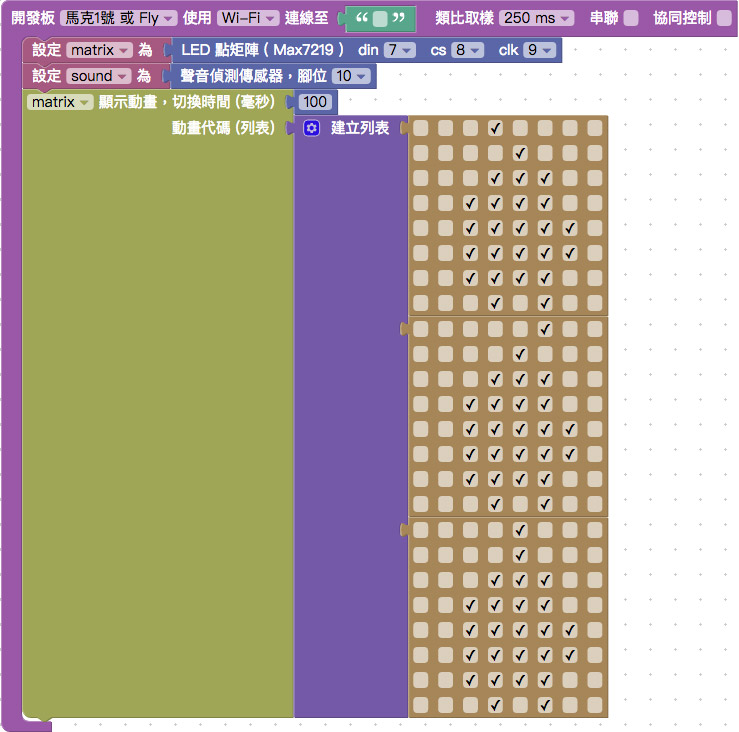 開發板 馬克1號 或 Fly 使用 Wi-Fi 連線至 “ ” 類比取樣 250 ms 串聯 協同控制
設定 matrix 為 LED 點矩陣 ( Max7219 ) din 7 cs 8 clk 9
設定 sound 為 聲音偵測傳感器,腳位 10
matrix 顯示動畫,切換時間 (毫秒) 100
動畫代碼 (列表) 建立列表